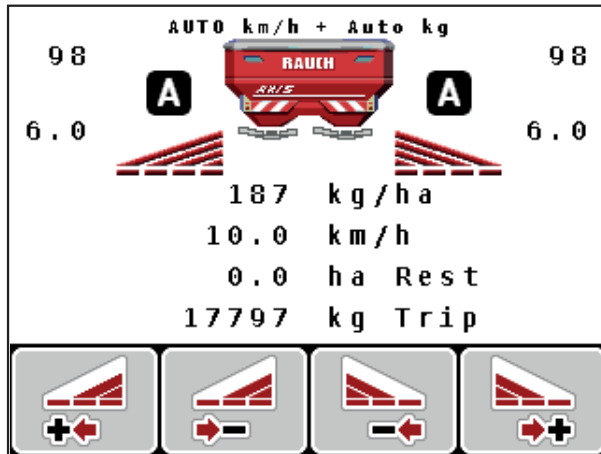 AUTO km/h + Auto kg
98 98
RAUCH
A AXIS A
6.0 6.0
187 kg/ha
10.0 km/h
0.0 ha Rest
17797 kg Trip